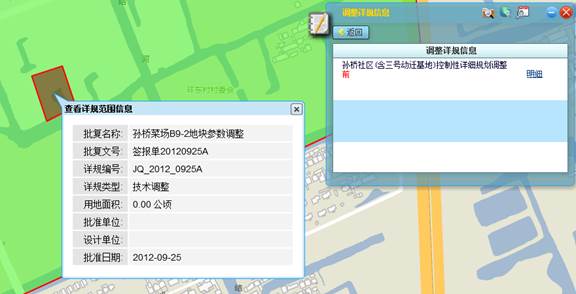 调整详规信息
返回
调整详规信息
孙桥社区(含三号动迁基地)控制性详细规划调整
前
明细
环东村村委会
查看详规范围信息
批复名称: 孙桥菜场B9-2地块参数调整
批复文号: 签报单20120925A
详规编号: JQ_2012_0925A
详规类型: 技术调整
用地面积: 0.00 公顷
批准单位:
设计单位:
批准日期: 2012-09-25